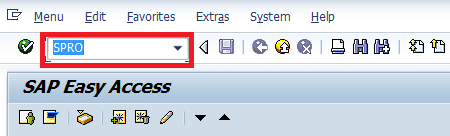 Menu Edit Favorites Extras System Help
SPRO
SAP Easy Access